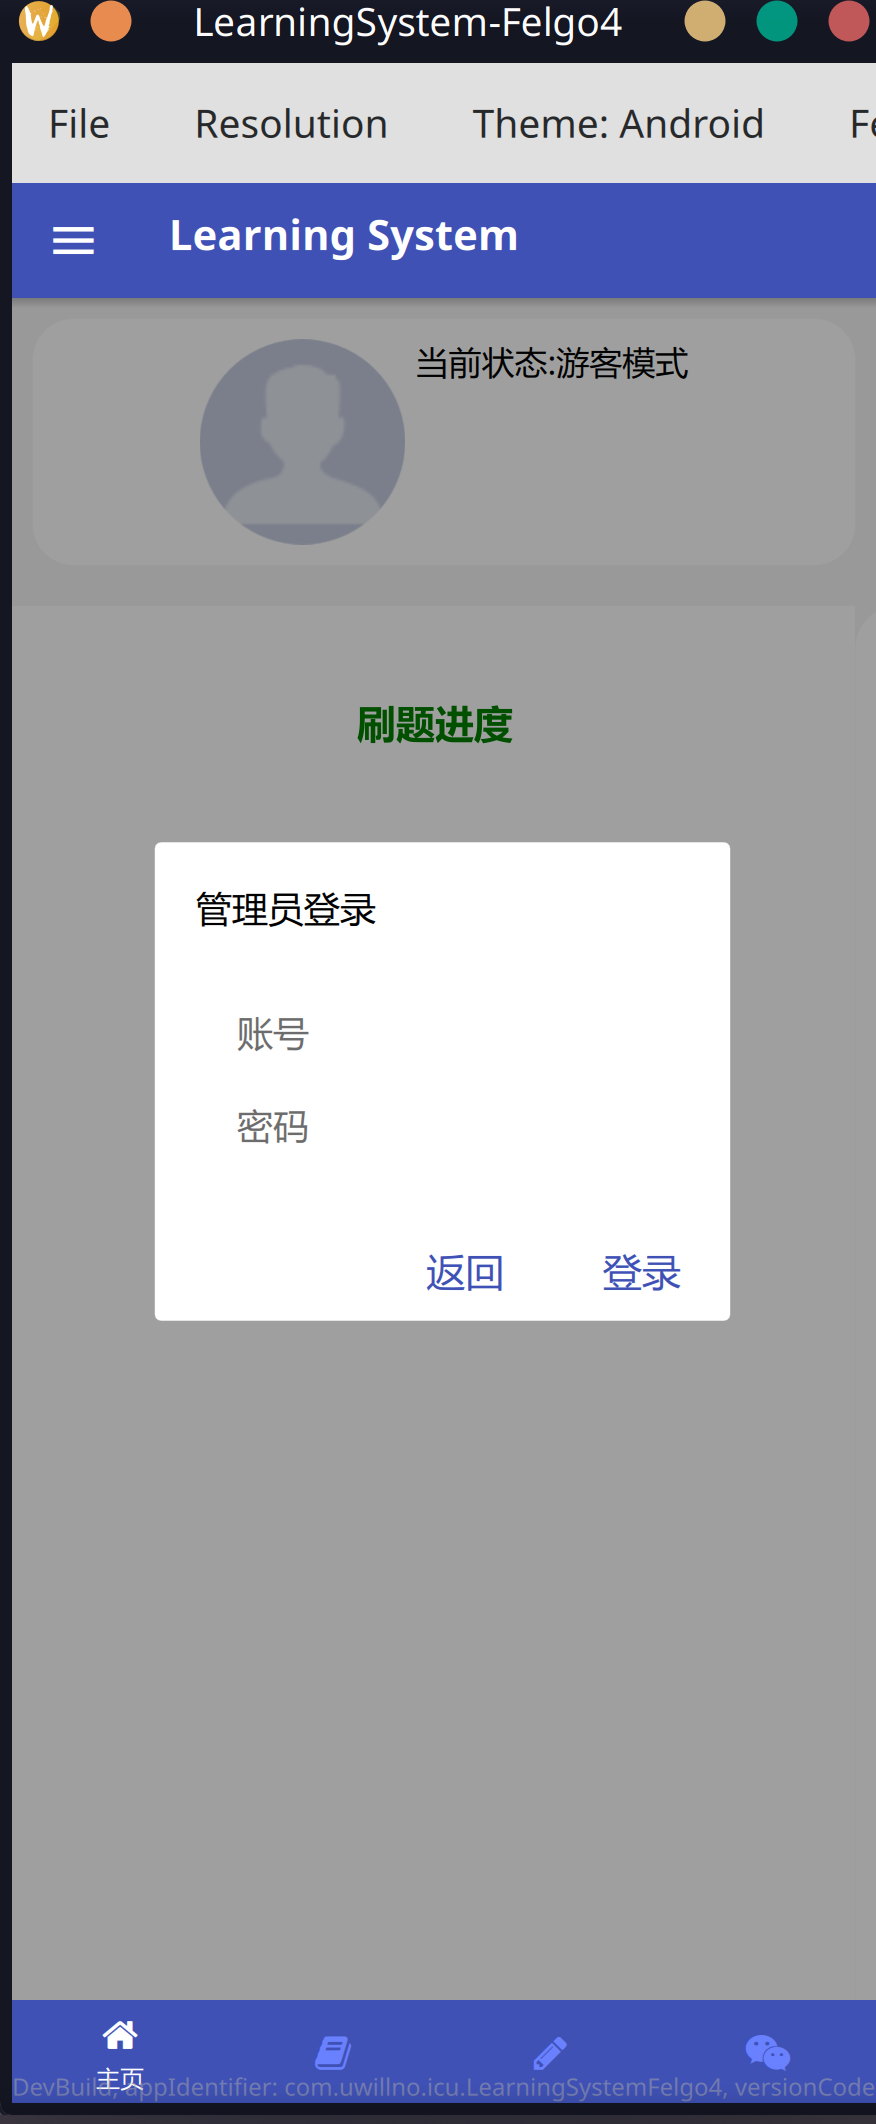 LearningSystem-Felgo4
File Resolution Theme: Android Fe
Learning System
当前状态:游客模式
刷题进度
管理员登录
账号
密码
返回 登录
主页
DevBuild, appIdentifier: com.uwillno.icu.LearningSystemFelgo4, versionCode